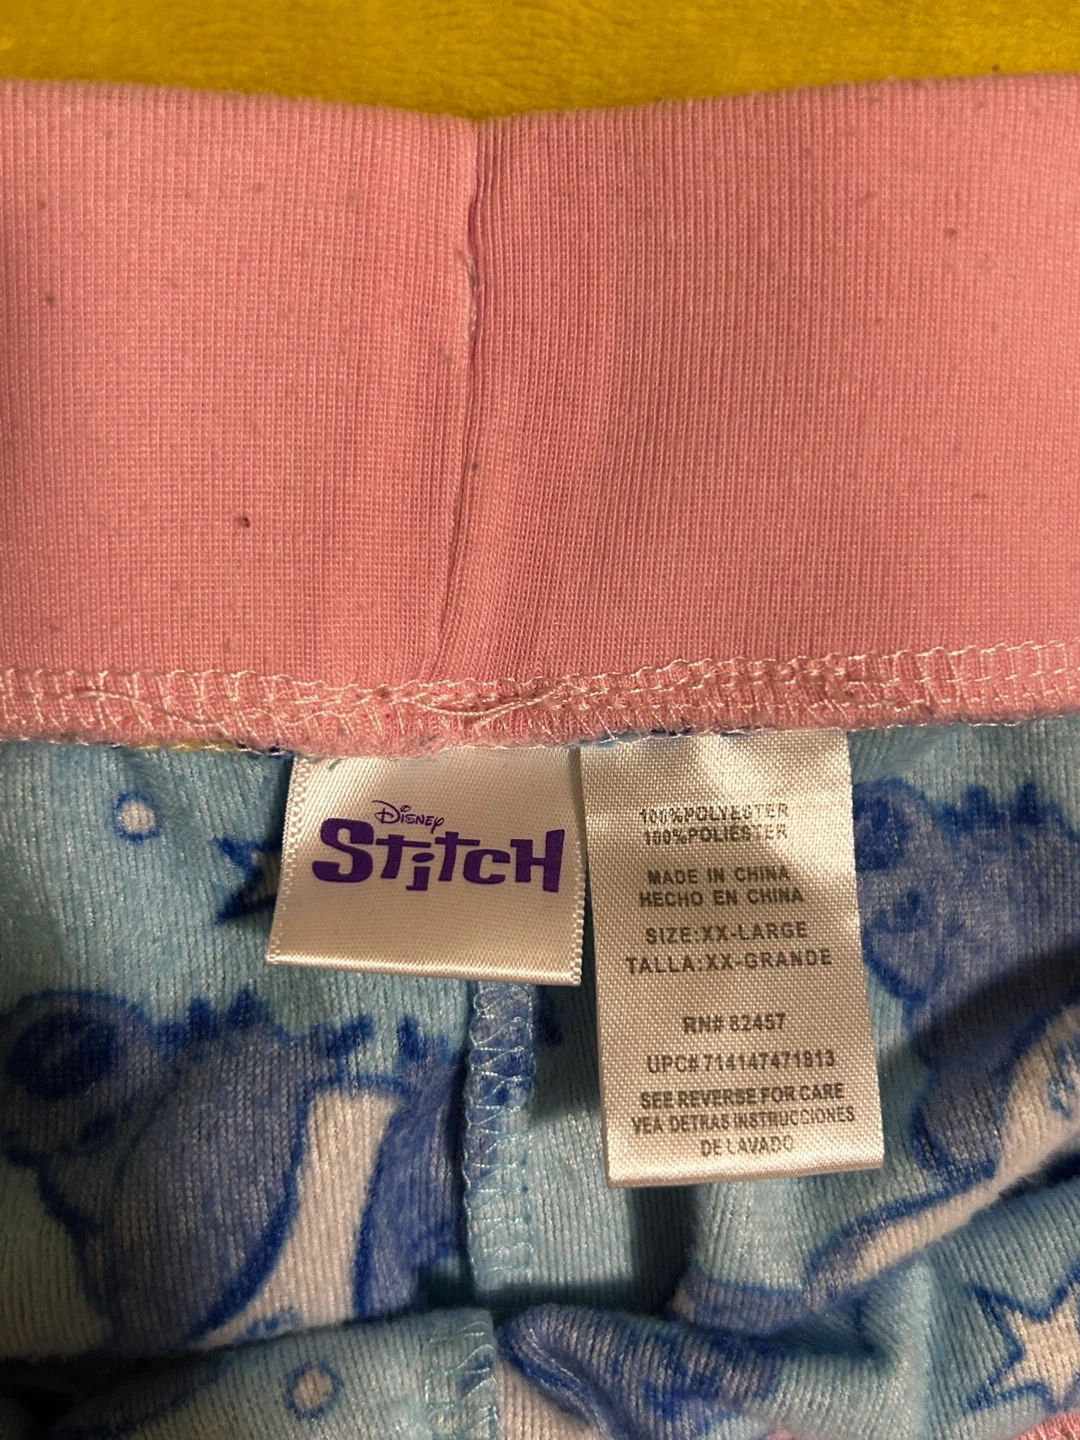 Disney
Stitch
100%POLYESTER
100%POLIESTER
MADE IN CHINA
HECHO EN CHINA
SIZE:XX-LARGE
TALLA:XX-GRANDE
RN# 82457
UPC# 714147471813
SEE REVERSE FOR CARE
VEA DETRAS INSTRUCCIONES
DE LAVADO